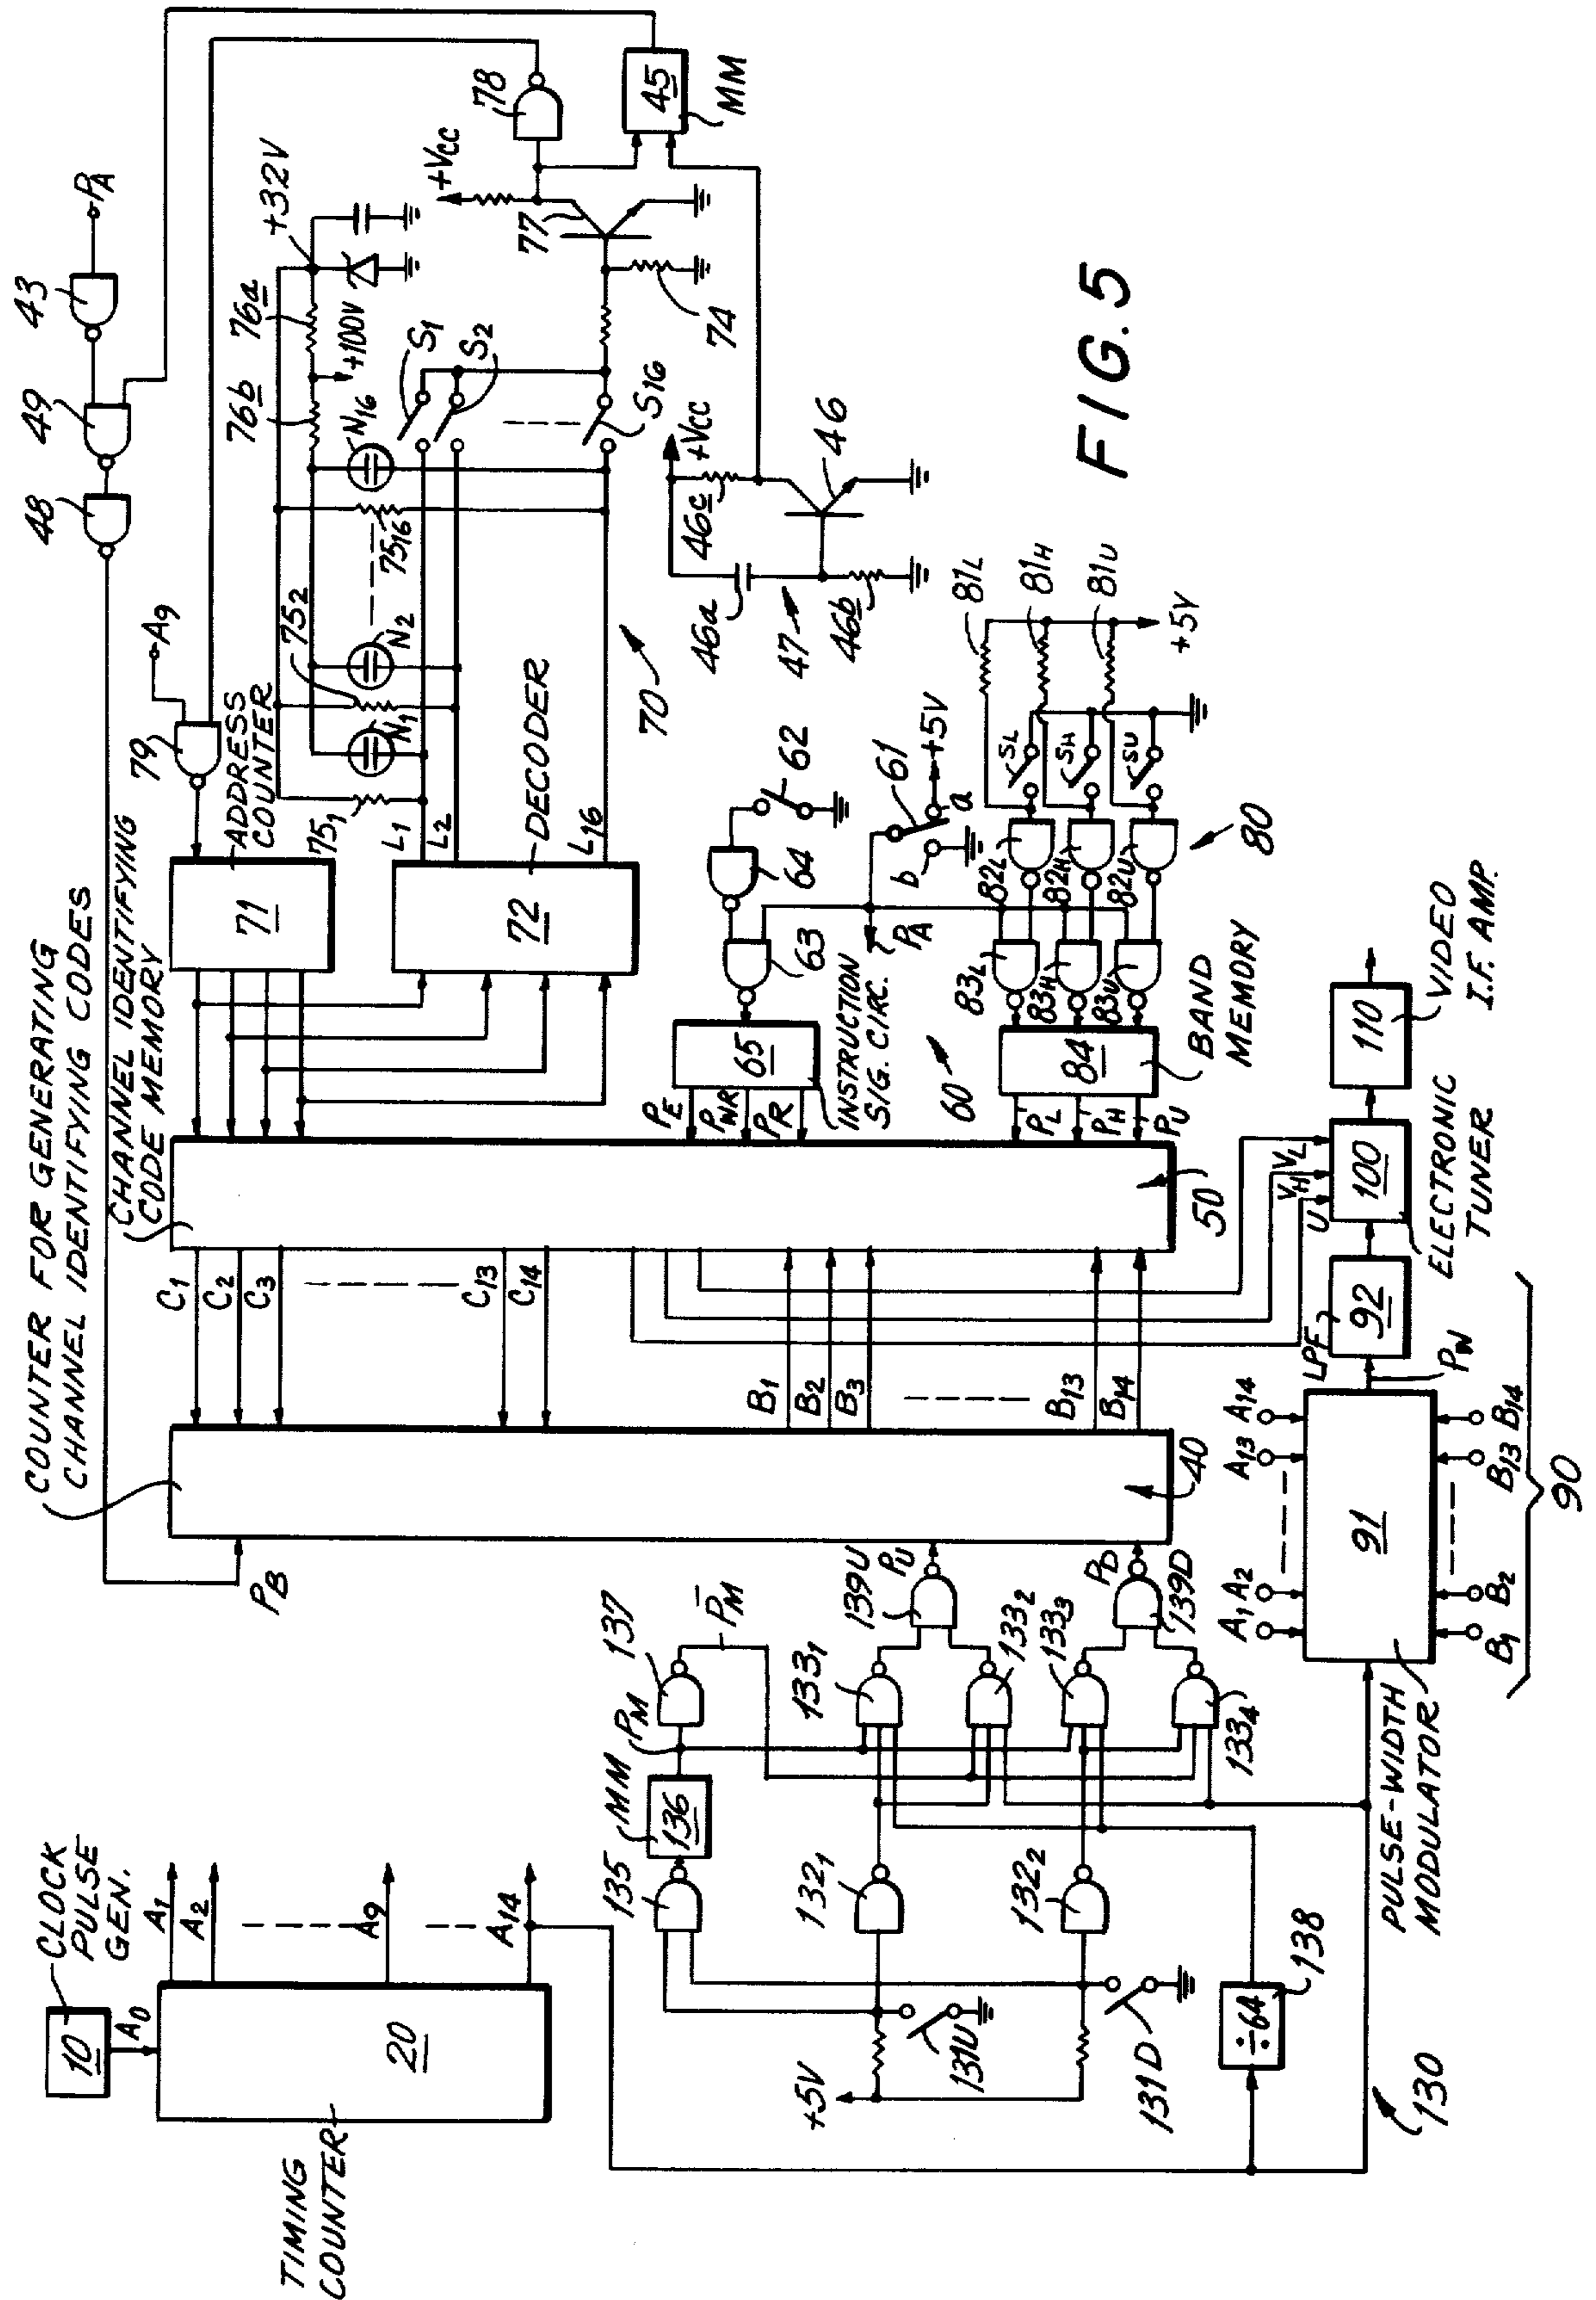 FIG. 5
CLOCK
PULSE
GEN.
10
A0
20
TIMING
COUNTER
A1
A2
A9
A14
COUNTER FOR GENERATING
CHANNEL IDENTIFYING CODES
CHANNEL IDENTIFYING
CODE MEMORY
PB
40
C1
C2
C3
C13
C14
B1
B2
B3
B13
B14
50
48
49
43
PA
A9
79
ADDRESS
COUNTER
71
72
DECODER
L1
L2
L16
751
752
7516
N1
N2
N16
76b
76a
+100V
+32V
S1
S2
S16
70
74
77
+Vcc
78
45
MM
46
46a
46b
46c
47
+Vcc
62
64
63
61
a
b
+5V
PA
65
PE
PWR
PR
INSTRUCTION
SIG. CIRC.
60
81L
81H
81U
+5V
SL
SH
SU
82L
82H
82U
83L
83H
83U
80
84
BAND
MEMORY
PL
PH
PU
VL
VH
U
100
ELECTRONIC
TUNER
110
VIDEO
I.F. AMP.
92
LPF
PW
91
PULSE-WIDTH
MODULATOR
A1 A2
A13 A14
B1 B2
B13 B14
90
135
MM
136
PM
137
P̄M
1321
1322
1331
1332
1333
1334
139U
139D
PU
PD
+5V
131U
131D
÷64
138
130